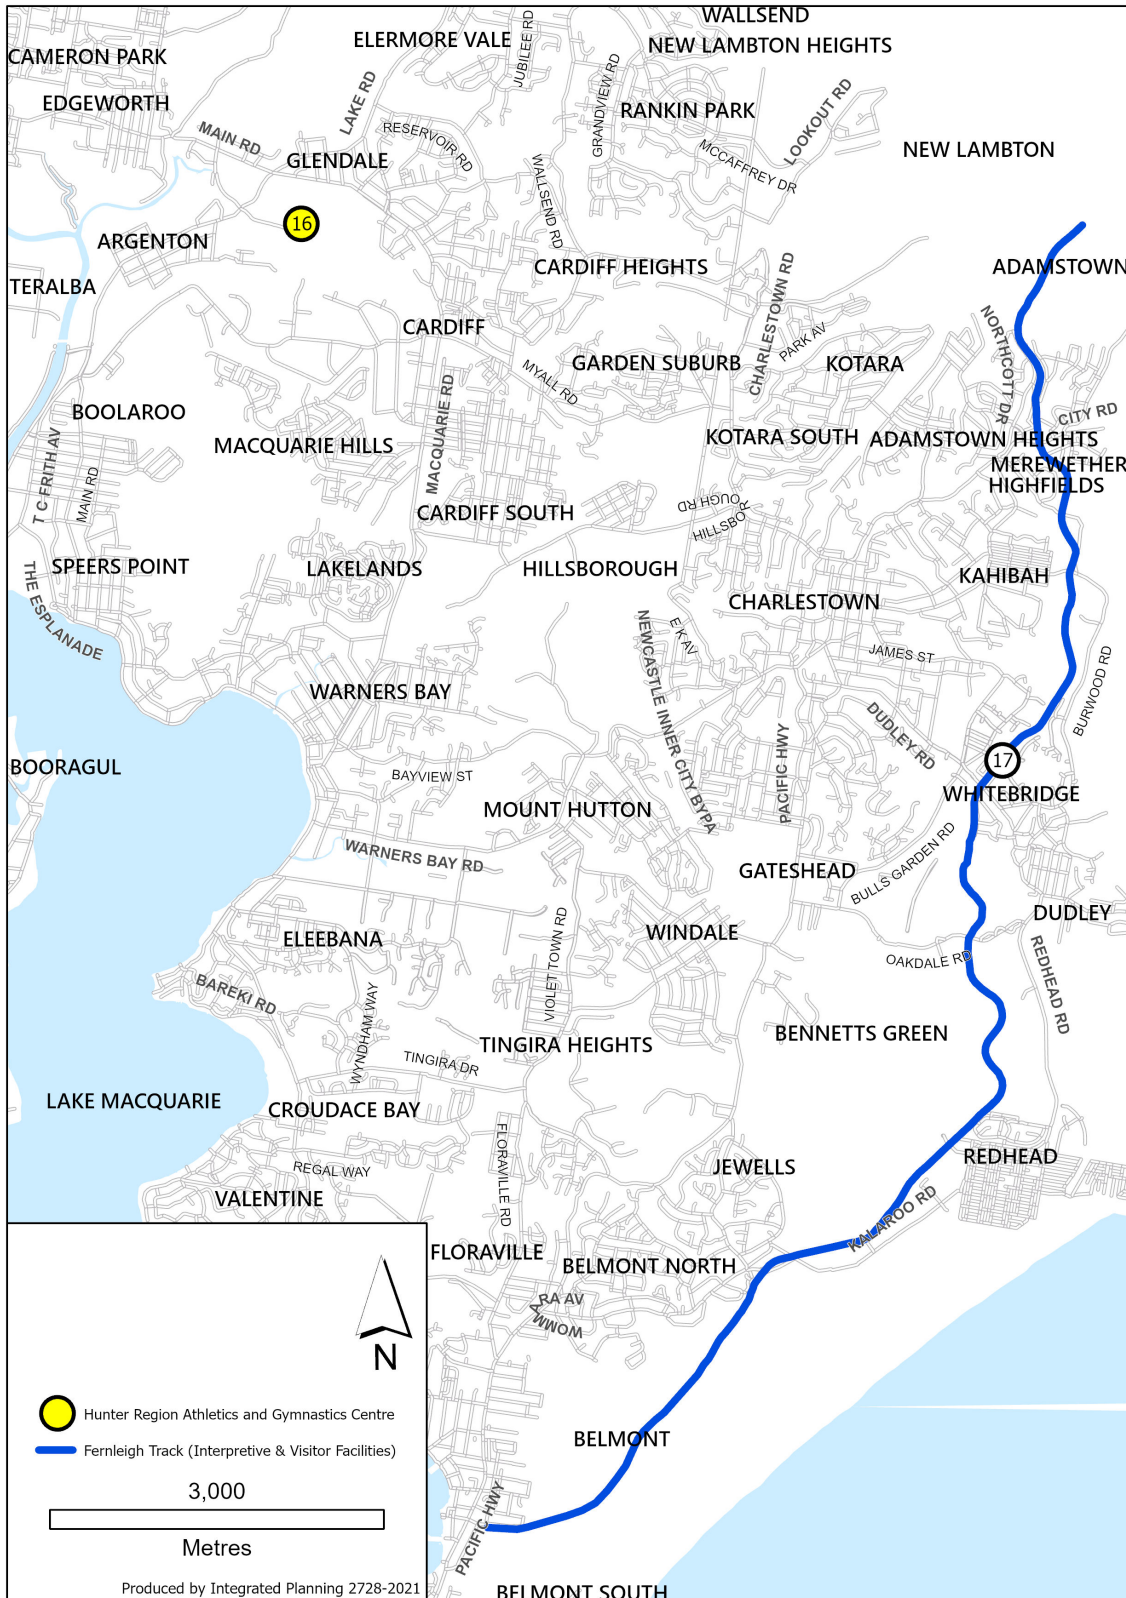 WALLSEND
ELERMORE VALE
JUBILEE RD
NEW LAMBTON HEIGHTS
CAMERON PARK
GRANDVIEW RD
EDGEWORTH
LAKE RD
RANKIN PARK
LOOKOUT RD
MAIN RD
RESERVOIR RD
GLENDALE
WALLSEND RD
MCCAFFREY DR
NEW LAMBTON
16
ARGENTON
CARDIFF HEIGHTS
ADAMSTOWN
TERALBA
CHARLESTOWN RD
CARDIFF
PARK AV
NORTHCOTT DR
MYALL RD
GARDEN SUBURB
KOTARA
BOOLAROO
MACQUARIE RD
CITY RD
MACQUARIE HILLS
KOTARA SOUTH
ADAMSTOWN HEIGHTS
T C FRITH AV
MAIN RD
MEREWETHER
HIGHFIELDS
CARDIFF SOUTH
HILLSBOROUGH RD
SPEERS POINT
LAKELANDS
HILLSBOROUGH
KAHIBAH
THE ESPLANADE
CHARLESTOWN
E K AV
JAMES ST
NEWCASTLE INNER CITY BYPA
WARNERS BAY
BURWOOD RD
DUDLEY RD
PACIFIC HWY
17
BOORAGUL
BAYVIEW ST
WHITEBRIDGE
MOUNT HUTTON
WARNERS BAY RD
GATESHEAD
BULLS GARDEN RD
DUDLEY
ELEEBANA
VIOLET TOWN RD
WINDALE
OAKDALE RD
REDHEAD RD
BAREKI RD
WYNDHAM WAY
BENNETTS GREEN
TINGIRA HEIGHTS
TINGIRA DR
LAKE MACQUARIE
CROUDACE BAY
FLORAVILLE RD
REDHEAD
REGAL WAY
JEWELLS
VALENTINE
KALAROO RD
FLORAVILLE
BELMONT NORTH
WOMMARA AV
N
Hunter Region Athletics and Gymnastics Centre
BELMONT
Fernleigh Track (Interpretive & Visitor Facilities)
3,000
Metres
PACIFIC HWY
Produced by Integrated Planning 2728-2021
BELMONT SOUTH